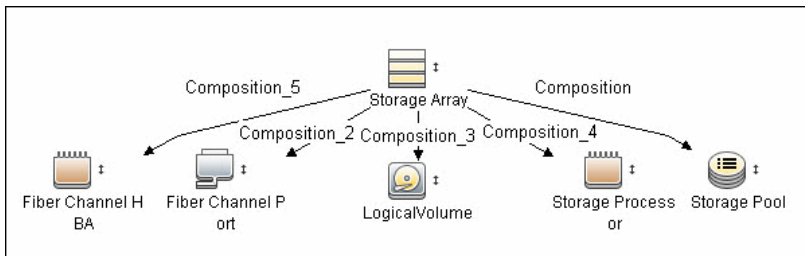 Storage Array
Composition_5
Composition
Composition_2
Composition_3
Composition_4
Fiber Channel H
BA
Fiber Channel P
ort
LogicalVolume
Storage Process
or
Storage Pool